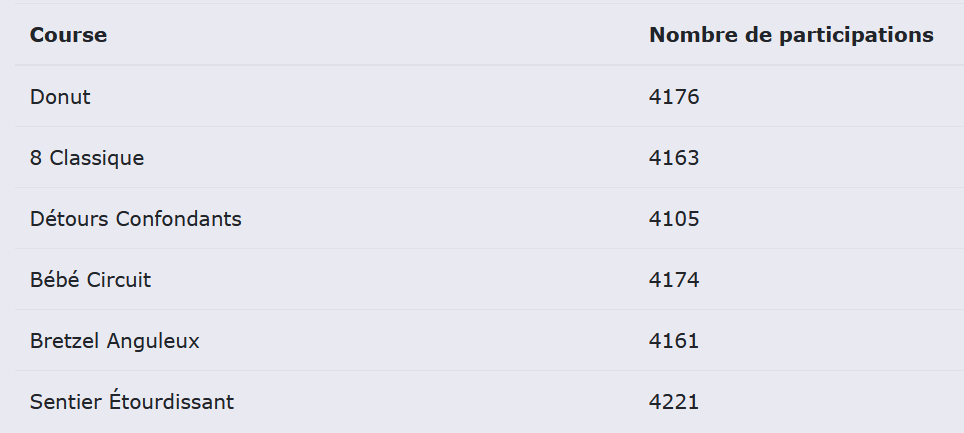 Course Nombre de participations
Donut 4176
8 Classique 4163
Détours Confondants 4105
Bébé Circuit 4174
Bretzel Anguleux 4161
Sentier Étourdissant 4221